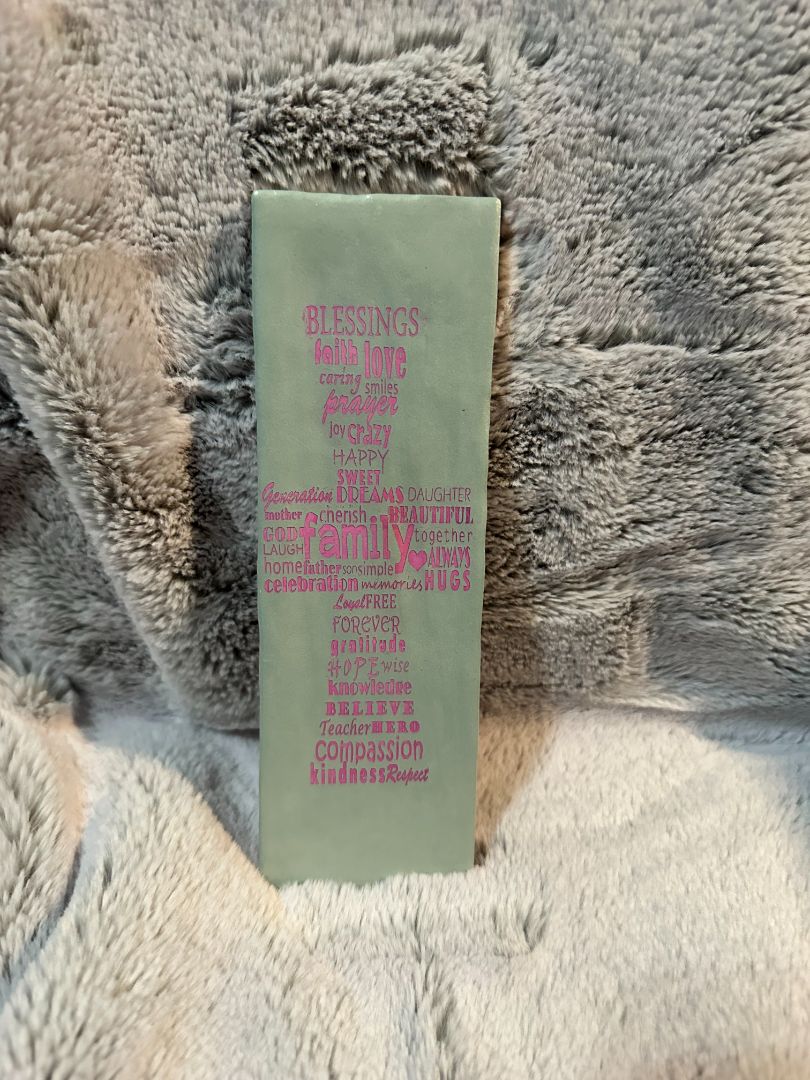 BLESSINGS
faith love
caring smiles
prayer
joy crazy
HAPPY
SWEET
Generation DREAMS DAUGHTER
mother cherish BEAUTIFUL
GOD family together
LAUGH ♥ ALWAYS
home father son simple
celebration memories HUGS
Loyal FREE
FOREVER
gratitude
HOPE wise
knowledge
BELIEVE
Teacher HERO
compassion
kindness Respect